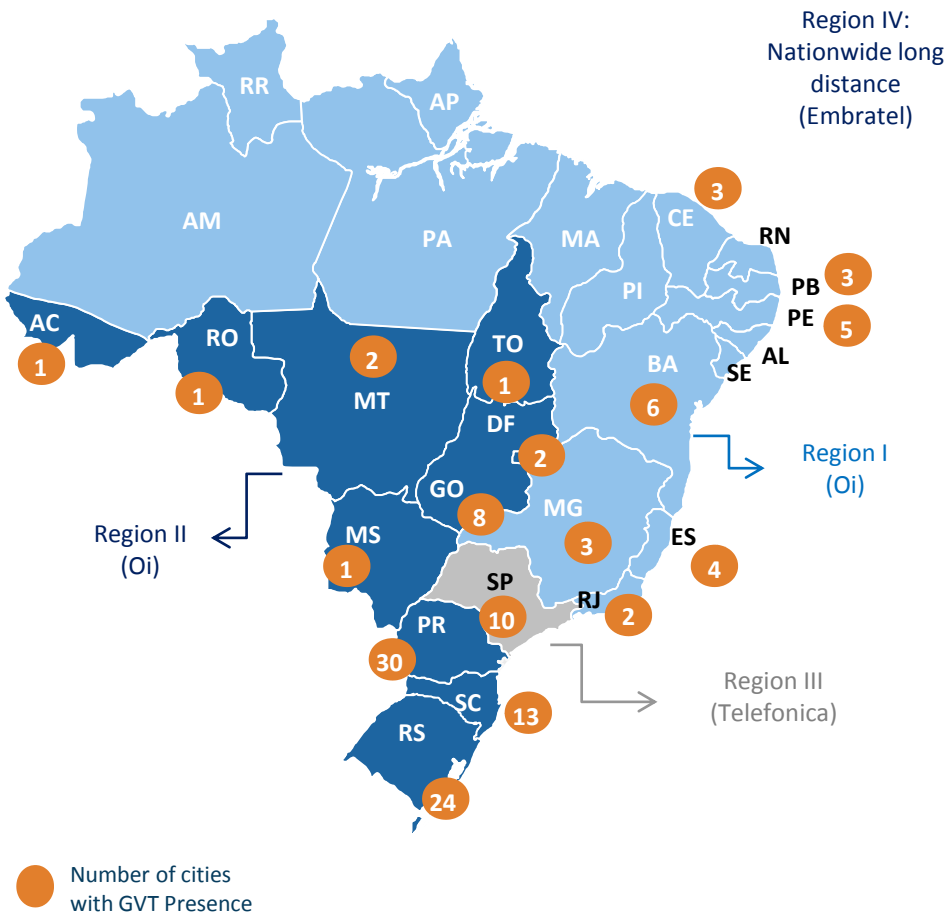 Region IV:
Nationwide long
distance
(Embratel)
RR
AP
3
CE
AM
PA
MA
RN
PI
3
PB
5
PE
AC
RO
TO
AL
1
2
BA
SE
1
MT
1
6
DF
2
Region I
(Oi)
GO
8
MG
Region II
(Oi)
MS
3
ES
1
SP
4
RJ
10
2
PR
30
Region III
(Telefonica)
SC
13
RS
24
Number of cities
with GVT Presence